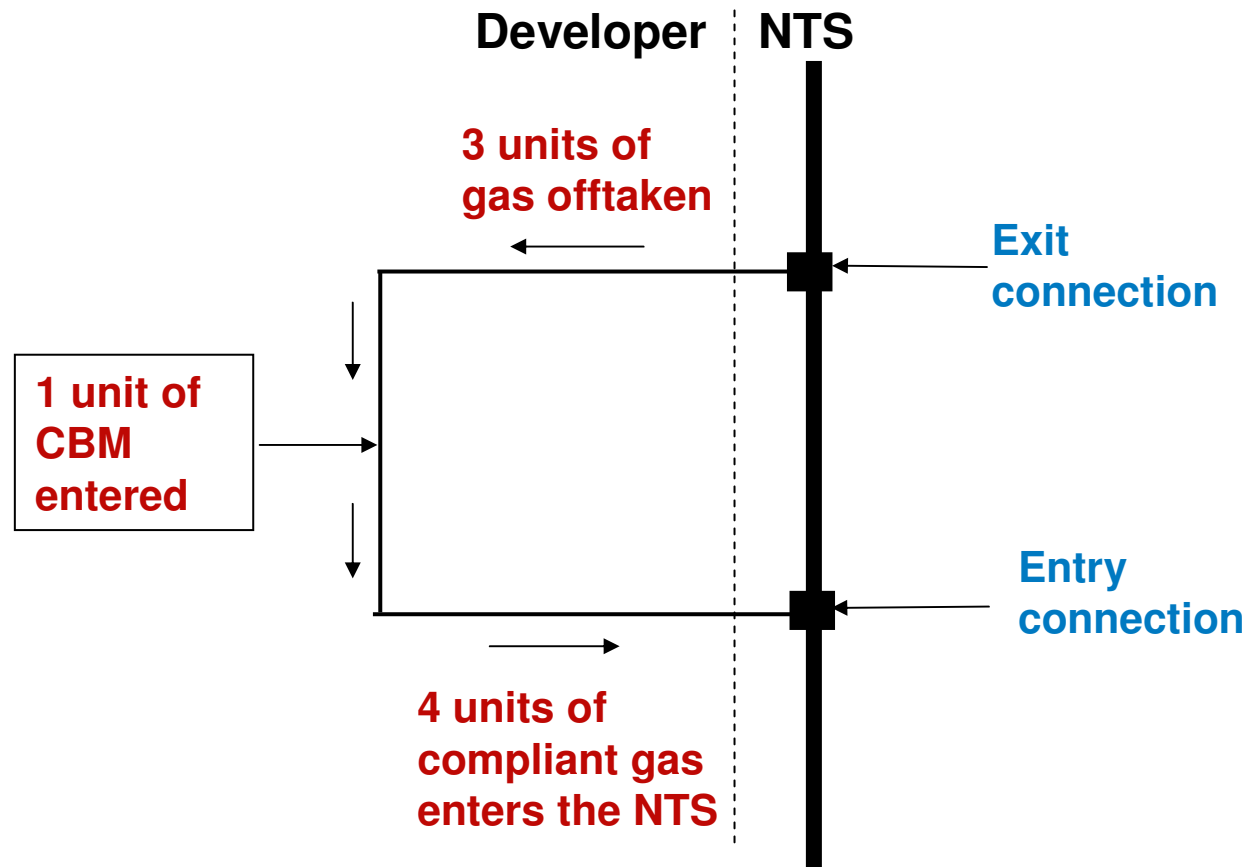 Developer
NTS
3 units of
gas offtaken
Exit
connection
1 unit of
CBM
entered
Entry
connection
4 units of
compliant gas
enters the NTS